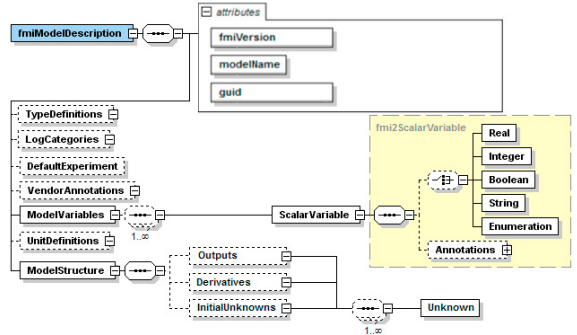 attributes
fmiModelDescription
fmiVersion
modelName
guid
TypeDefinitions
LogCategories
DefaultExperiment
VendorAnnotations
ModelVariables
1..∞
UnitDefinitions
ModelStructure
ScalarVariable
fmi2ScalarVariable
Real
Integer
Boolean
String
Enumeration
Annotations
Outputs
Derivatives
InitialUnknowns
1..∞
Unknown